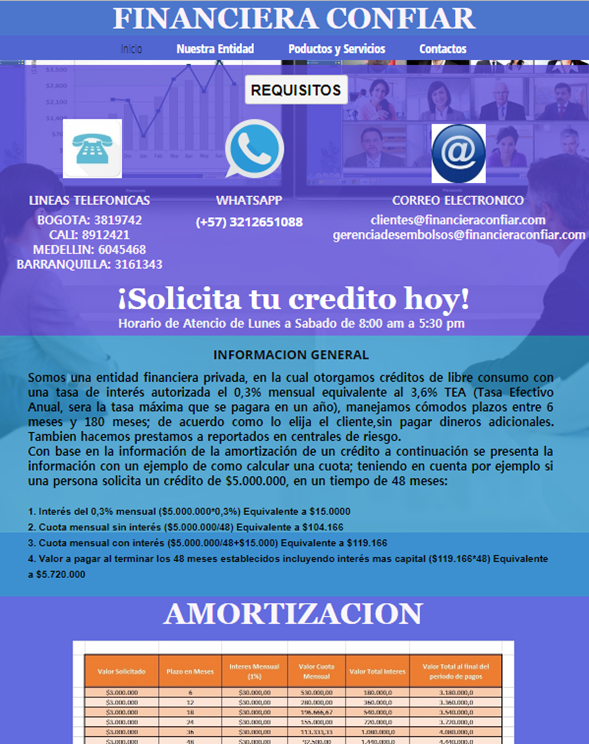 FINANCIERA CONFIAR
Inicio Nuestra Entidad Poductos y Servicios Contactos
REQUISITOS
LINEAS TELEFONICAS
BOGOTA: 3819742
CALI: 8912421
MEDELLIN: 6045468
BARRANQUILLA: 3161343
WHATSAPP
(+57) 3212651088
CORREO ELECTRONICO
clientes@financieraconfiar.com
gerenciadesembolsos@financieraconfiar.com
¡Solicita tu credito hoy!
Horario de Atencio de Lunes a Sabado de 8:00 am a 5:30 pm
INFORMACION GENERAL
Somos una entidad financiera privada, en la cual otorgamos créditos de libre consumo con
una tasa de interés autorizada el 0,3% mensual equivalente al 3,6% TEA (Tasa Efectivo
Anual, sera la tasa máxima que se pagara en un año), manejamos cómodos plazos entre 6
meses y 180 meses; de acuerdo como lo elija el cliente,sin pagar dineros adicionales.
Tambien hacemos prestamos a reportados en centrales de riesgo.
Con base en la información de la amortización de un crédito a continuación se presenta la
información con un ejemplo de como calcular una cuota; teniendo en cuenta por ejemplo si
una persona solicita un crédito de $5.000.000, en un tiempo de 48 meses:
1. Interés del 0,3% mensual ($5.000.000*0,3%) Equivalente a $15.0000
2. Cuota mensual sin interés ($5.000.000/48) Equivalente a $104.166
3. Cuota mensual con interés ($5.000.000/48+$15.000) Equivalente a $119.166
4. Valor a pagar al terminar los 48 meses establecidos incluyendo interés mas capital ($119.166*48) Equivalente
a $5.720.000
AMORTIZACION
Valor Solicitado Plazo en Meses Interes Mensual (1%) Valor Cuota Mensual Valor Total Interes Valor Total al final del periodo de pagos
$3.000.000 6 $30.000,00 530.000,00 180.000,0 3.180.000,0
$3.000.000 12 $30.000,00 280.000,00 360.000,0 3.360.000,0
$3.000.000 18 $30.000,00 196.666,67 540.000,0 3.540.000,0
$3.000.000 24 $30.000,00 155.000,00 720.000,0 3.720.000,0
$3.000.000 36 $30.000,00 113.333,33 1.080.000,0 4.080.000,0
$3.000.000 48 $30.000,00 92.500,00 1.440.000,0 4.440.000,0